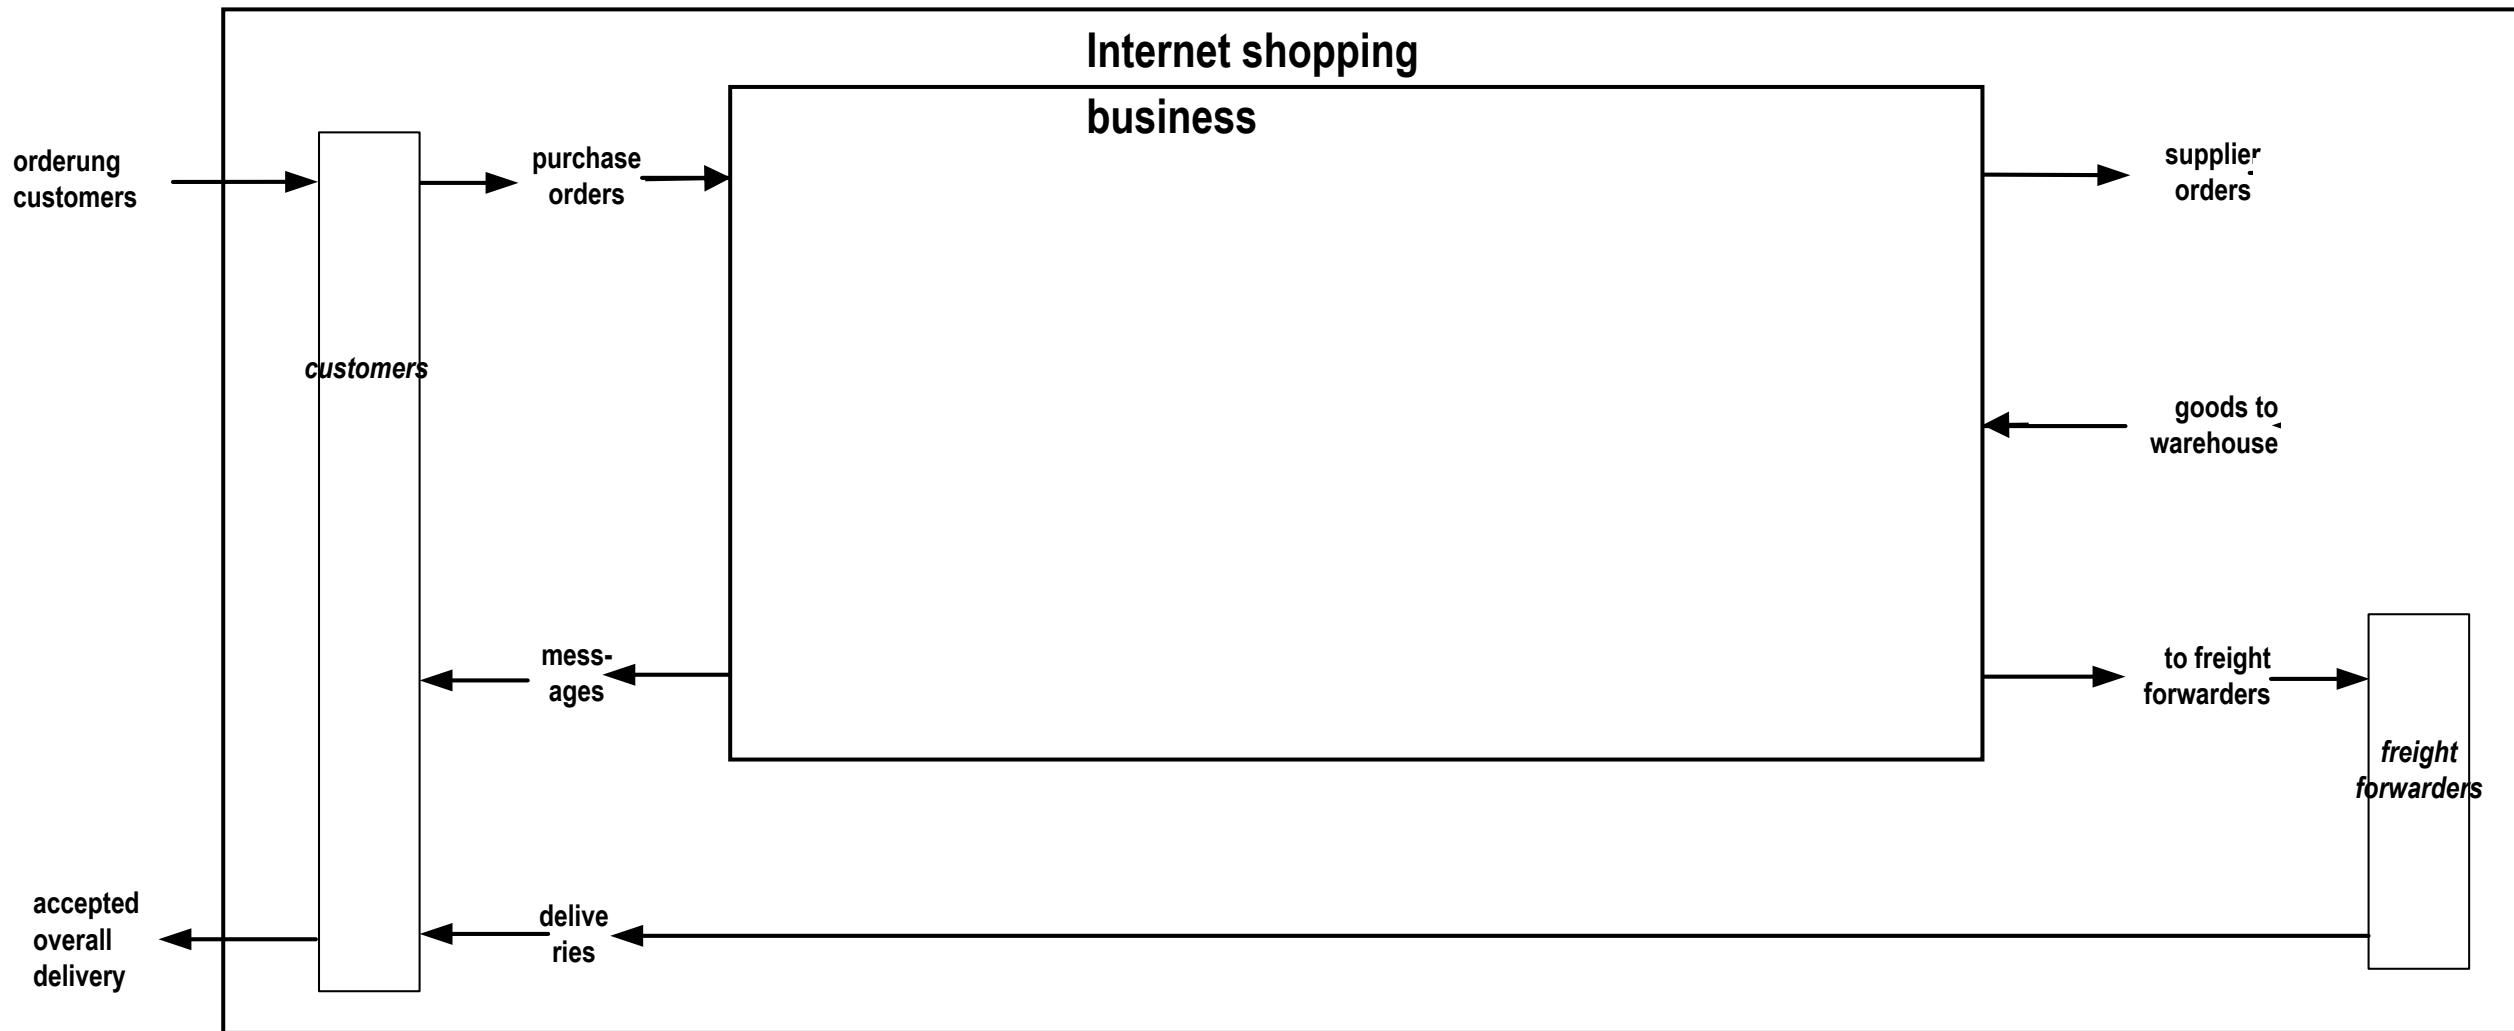 Internet shopping
business
orderung
customers
purchase
orders
supplier
orders
customers
goods to
warehouse
mess-
ages
to freight
forwarders
freight
forwarders
accepted
overall
delivery
delive
ries